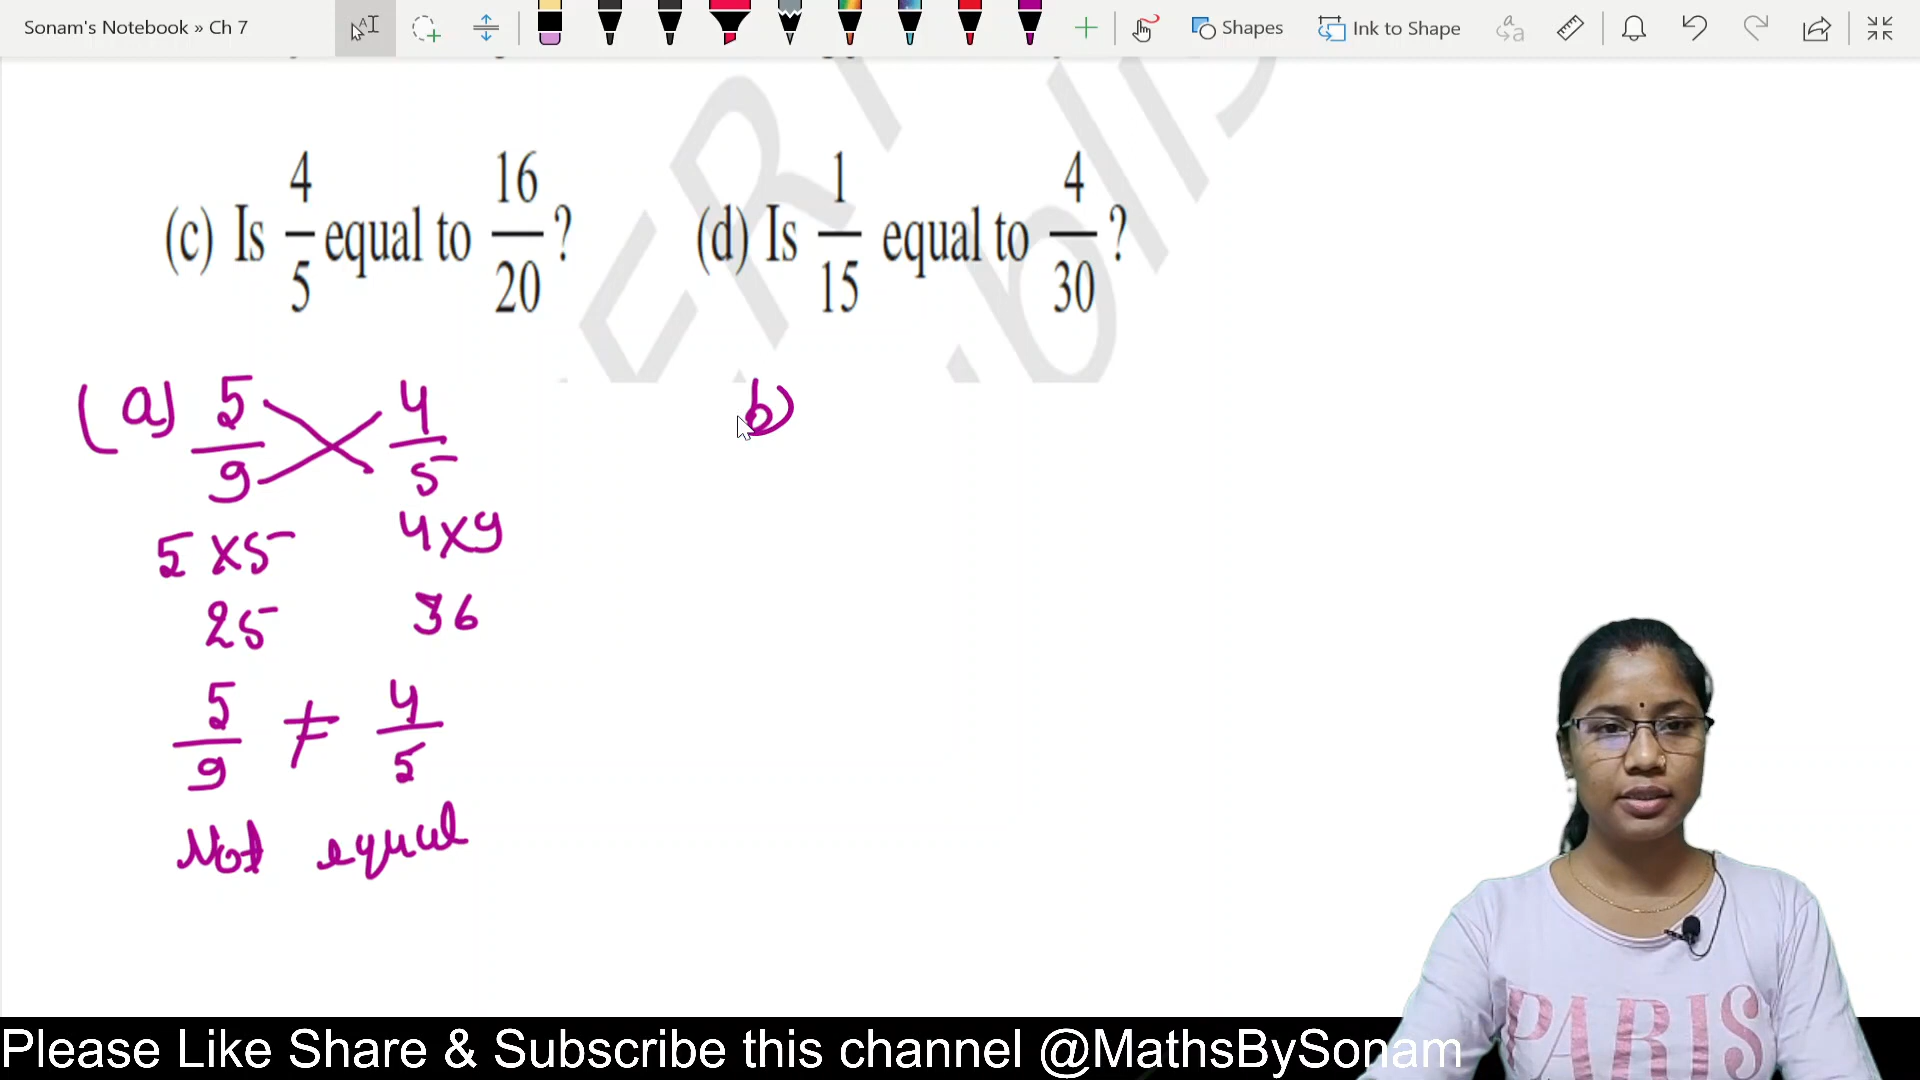 Sonam's Notebook » Ch 7
Shapes
Ink to Shape
(c) Is 4/5 equal to 16/20 ?
(d) Is 1/15 equal to 4/30 ?
(a) 5/9 4/5
5 x 5 4 x 9
25 36
5/9 ≠ 4/5
Not equal
b)
Please Like Share & Subscribe this channel @MathsBySonam
PARIS